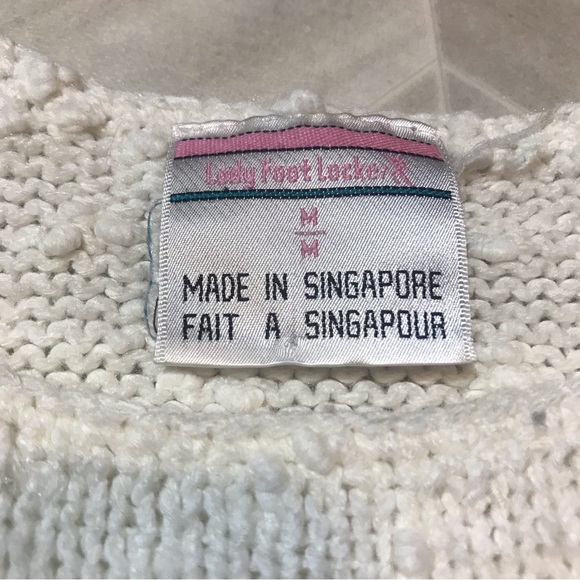 Lady Foot Locker
M
M
MADE IN SINGAPORE
FAIT A SINGAPOUR